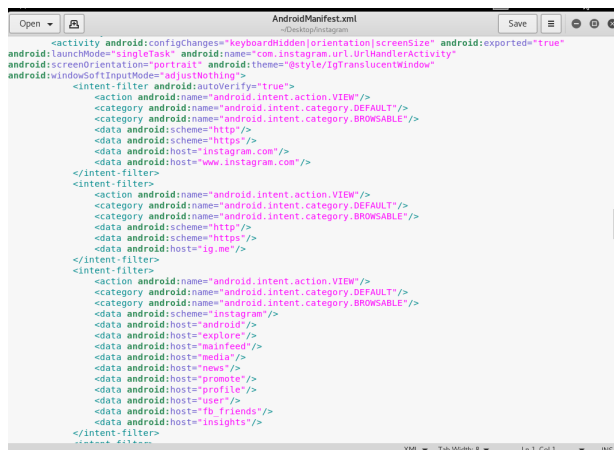 Open
AndroidManifest.xml
~/Desktop/instagram
Save
<activity android:configChanges="keyboardHidden|orientation|screenSize" android:exported="true"
android:launchMode="singleTask" android:name="com.instagram.url.UrlHandlerActivity"
android:screenOrientation="portrait" android:theme="@style/IgTranslucentWindow"
android:windowSoftInputMode="adjustNothing">
<intent-filter android:autoVerify="true">
<action android:name="android.intent.action.VIEW"/>
<category android:name="android.intent.category.DEFAULT"/>
<category android:name="android.intent.category.BROWSABLE"/>
<data android:scheme="http"/>
<data android:scheme="https"/>
<data android:host="instagram.com"/>
<data android:host="www.instagram.com"/>
</intent-filter>
<intent-filter>
<action android:name="android.intent.action.VIEW"/>
<category android:name="android.intent.category.DEFAULT"/>
<category android:name="android.intent.category.BROWSABLE"/>
<data android:scheme="http"/>
<data android:scheme="https"/>
<data android:host="ig.me"/>
</intent-filter>
<intent-filter>
<action android:name="android.intent.action.VIEW"/>
<category android:name="android.intent.category.DEFAULT"/>
<category android:name="android.intent.category.BROWSABLE"/>
<data android:scheme="instagram"/>
<data android:host="android"/>
<data android:host="explore"/>
<data android:host="mainfeed"/>
<data android:host="media"/>
<data android:host="news"/>
<data android:host="promote"/>
<data android:host="profile"/>
<data android:host="user"/>
<data android:host="fb_friends"/>
<data android:host="insights"/>
</intent-filter>
<intent-filter>
XML Tab Width: 8 Ln 1, Col 1 INS